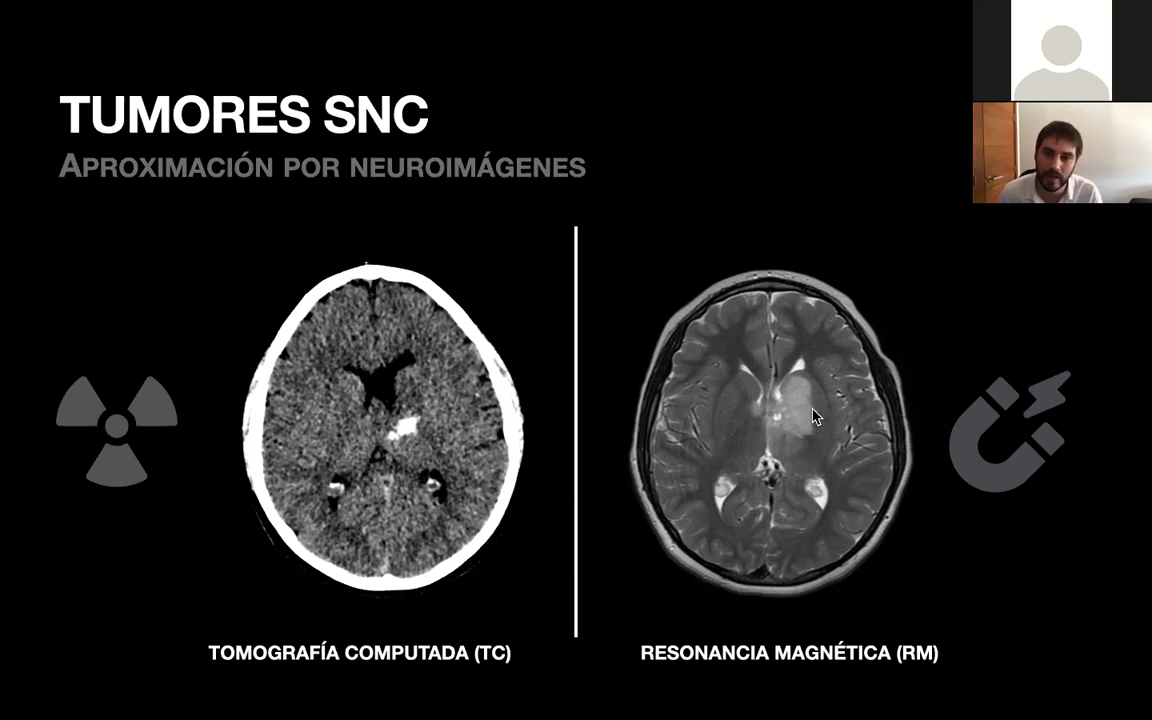 TUMORES SNC
APROXIMACIÓN POR NEUROIMÁGENES
TOMOGRAFÍA COMPUTADA (TC)
RESONANCIA MAGNÉTICA (RM)